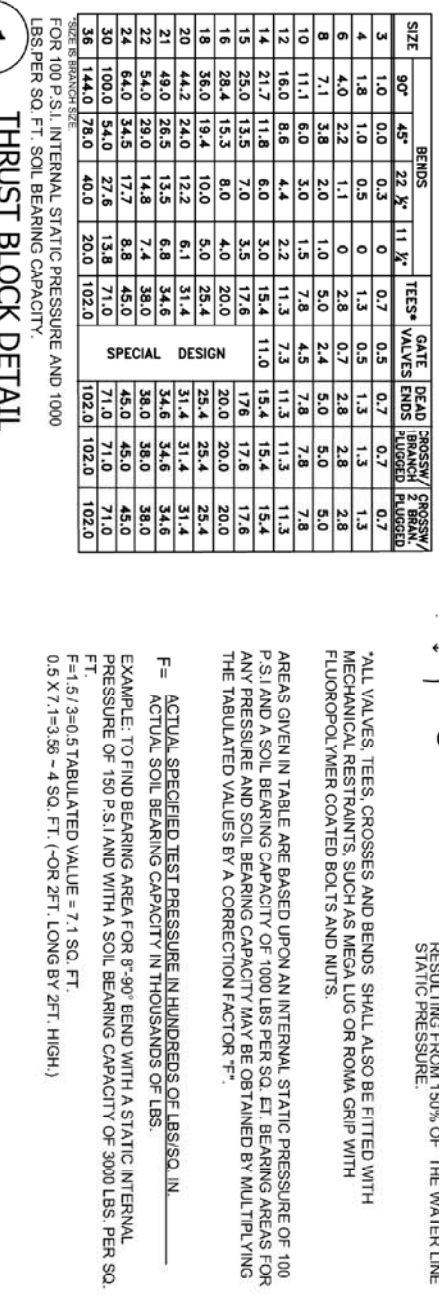 SIZE BENDS TEES* GATE VALVES DEAD ENDS CROSSW/ 1 BRANCH PLUGGED CROSSW/ 2 BRAN. PLUGGED
90° 45° 22 ½° 11 ¼°
3 1.0 0.0 0.3 0 0.7 0.5 0.7 0.7 0.7
4 1.8 1.0 0.5 0 1.3 0.5 1.3 1.3 1.3
6 4.0 2.2 1.1 0 2.8 0.7 2.8 2.8 2.8
8 7.1 3.8 2.0 1.0 5.0 2.4 5.0 5.0 5.0
10 11.1 6.0 3.0 1.5 7.8 4.5 7.8 7.8 7.8
12 16.0 8.6 4.4 2.2 11.3 7.3 11.3 11.3 11.3
14 21.7 11.8 6.0 3.0 15.4 11.0 15.4 15.4 15.4
15 25.0 13.5 7.0 3.5 17.6 176 17.6 17.6
16 28.4 15.3 8.0 4.0 20.0 20.0 20.0 20.0
18 36.0 19.4 10.0 5.0 25.4 25.4 25.4 25.4
20 44.2 24.0 12.2 6.1 31.4 31.4 31.4 31.4
21 49.0 26.5 13.5 6.8 34.6 34.6 34.6 34.6
22 54.0 29.0 14.8 7.4 38.0 38.0 38.0 38.0
24 64.0 34.5 17.7 8.8 45.0 45.0 45.0 45.0
30 100.0 54.0 27.6 13.8 71.0 71.0 71.0 71.0
36 144.0 78.0 40.0 20.0 102.0 102.0 102.0 102.0
SPECIAL DESIGN
*SIZE IS BRANCH SIZE.
FOR 100 P.S.I. INTERNAL STATIC PRESSURE AND 1000
LBS.PER SQ. FT. SOIL BEARING CAPACITY.
1 THRUST BLOCK DETAIL
RESULTING FROM 150% OF THE WATER LINE
STATIC PRESSURE.
*ALL VALVES, TEES, CROSSES AND BENDS SHALL ALSO BE FITTED WITH
MECHANICAL RESTRAINTS, SUCH AS MEGA LUG OR ROMA GRIP WITH
FLUOROPOLYMER COATED BOLTS AND NUTS.
AREAS GIVEN IN TABLE ARE BASED UPON AN INTERNAL STATIC PRESSURE OF 100
P.S.I AND A SOIL BEARING CAPACITY OF 1000 LBS PER SQ. FT. BEARING AREAS FOR
ANY PRESSURE AND SOIL BEARING CAPACITY MAY BE OBTAINED BY MULTIPLYING
THE TABULATED VALUES BY A CORRECTION FACTOR "F".
F= ACTUAL SPECIFIED TEST PRESSURE IN HUNDREDS OF LBS/SQ. IN.
ACTUAL SOIL BEARING CAPACITY IN THOUSANDS OF LBS.
EXAMPLE: TO FIND BEARING AREA FOR 8"-90° BEND WITH A STATIC INTERNAL
PRESSURE OF 150 P.S.I AND WITH A SOIL BEARING CAPACITY OF 3000 LBS. PER SQ.
FT.
F=1.5 / 3=0.5 TABULATED VALUE = 7.1 SQ. FT.
0.5 X 7.1=3.56 ~ 4 SQ. FT. (~OR 2FT. LONG BY 2FT. HIGH.)